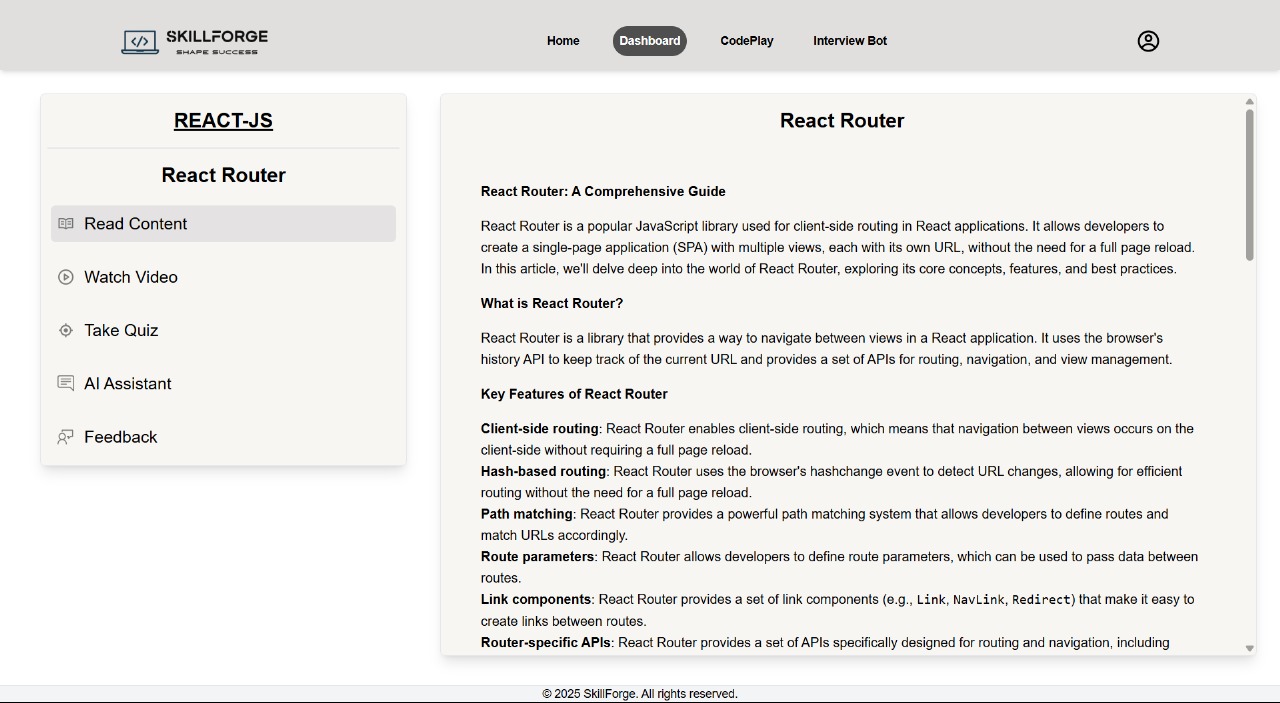 SKILLFORGE
SHAPE SUCCESS
Home
Dashboard
CodePlay
Interview Bot
REACT-JS
React Router
Read Content
Watch Video
Take Quiz
AI Assistant
Feedback
React Router
React Router: A Comprehensive Guide
React Router is a popular JavaScript library used for client-side routing in React applications. It allows developers to
create a single-page application (SPA) with multiple views, each with its own URL, without the need for a full page reload.
In this article, we'll delve deep into the world of React Router, exploring its core concepts, features, and best practices.
What is React Router?
React Router is a library that provides a way to navigate between views in a React application. It uses the browser's
history API to keep track of the current URL and provides a set of APIs for routing, navigation, and view management.
Key Features of React Router
Client-side routing: React Router enables client-side routing, which means that navigation between views occurs on the
client-side without requiring a full page reload.
Hash-based routing: React Router uses the browser's hashchange event to detect URL changes, allowing for efficient
routing without the need for a full page reload.
Path matching: React Router provides a powerful path matching system that allows developers to define routes and
match URLs accordingly.
Route parameters: React Router allows developers to define route parameters, which can be used to pass data between
routes.
Link components: React Router provides a set of link components (e.g., Link, NavLink, Redirect) that make it easy to
create links between routes.
Router-specific APIs: React Router provides a set of APIs specifically designed for routing and navigation, including
© 2025 SkillForge. All rights reserved.